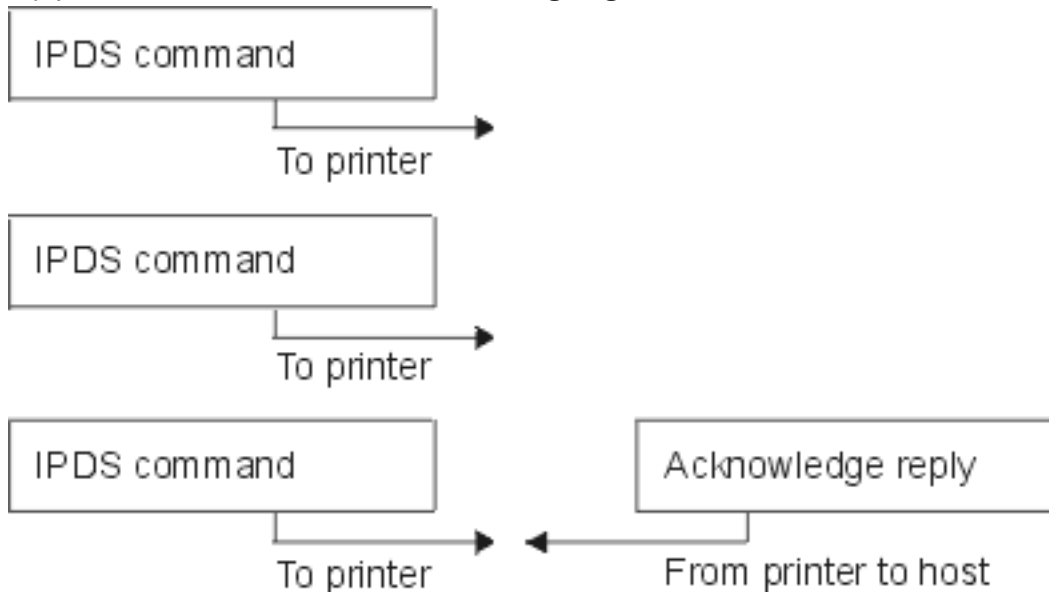 IPDS command
To printer
IPDS command
To printer
IPDS command
Acknowledge reply
To printer
From printer to host